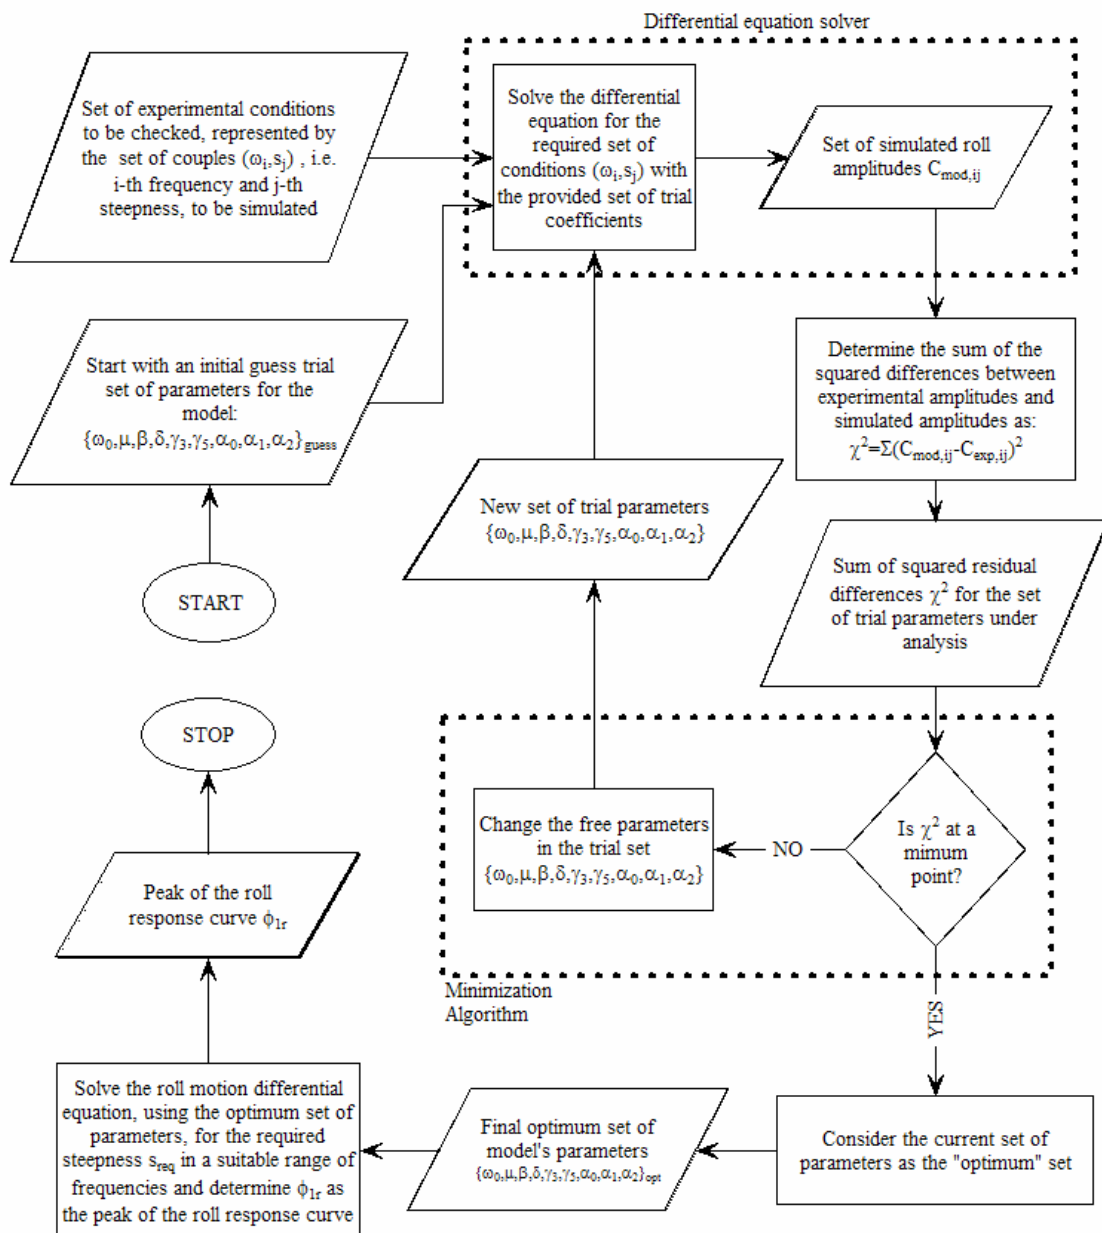 Differential equation solver
Set of experimental conditions
to be checked, represented by
the set of couples (ωi,sj) , i.e.
i-th frequency and j-th
steepness, to be simulated
Solve the differential
equation for the
required set of
conditions (ωi,sj) with
the provided set of trial
coefficients
Set of simulated roll
amplitudes Cmod,ij
Start with an initial guess trial
set of parameters for the
model:
{ω0,μ,β,δ,γ3,γ5,α0,α1,α2}guess
Determine the sum of the
squared differences between
experimental amplitudes and
simulated amplitudes as:
χ²=Σ(Cmod,ij-Cexp,ij)²
New set of trial parameters
{ω0,μ,β,δ,γ3,γ5,α0,α1,α2}
Sum of squared residual
differences χ² for the set
of trial parameters under
analysis
START
STOP
Change the free parameters
in the trial set
{ω0,μ,β,δ,γ3,γ5,α0,α1,α2}
NO
Is χ² at a
mimum
point?
Peak of the roll
response curve ϕ1r
Minimization
Algorithm
YES
Solve the roll motion differential
equation, using the optimum set of
parameters, for the required
steepness sreq in a suitable range of
frequencies and determine ϕ1r as
the peak of the roll response curve
Final optimum set of
model's parameters
{ω0,μ,β,δ,γ3,γ5,α0,α1,α2}opt
Consider the current set of
parameters as the "optimum" set